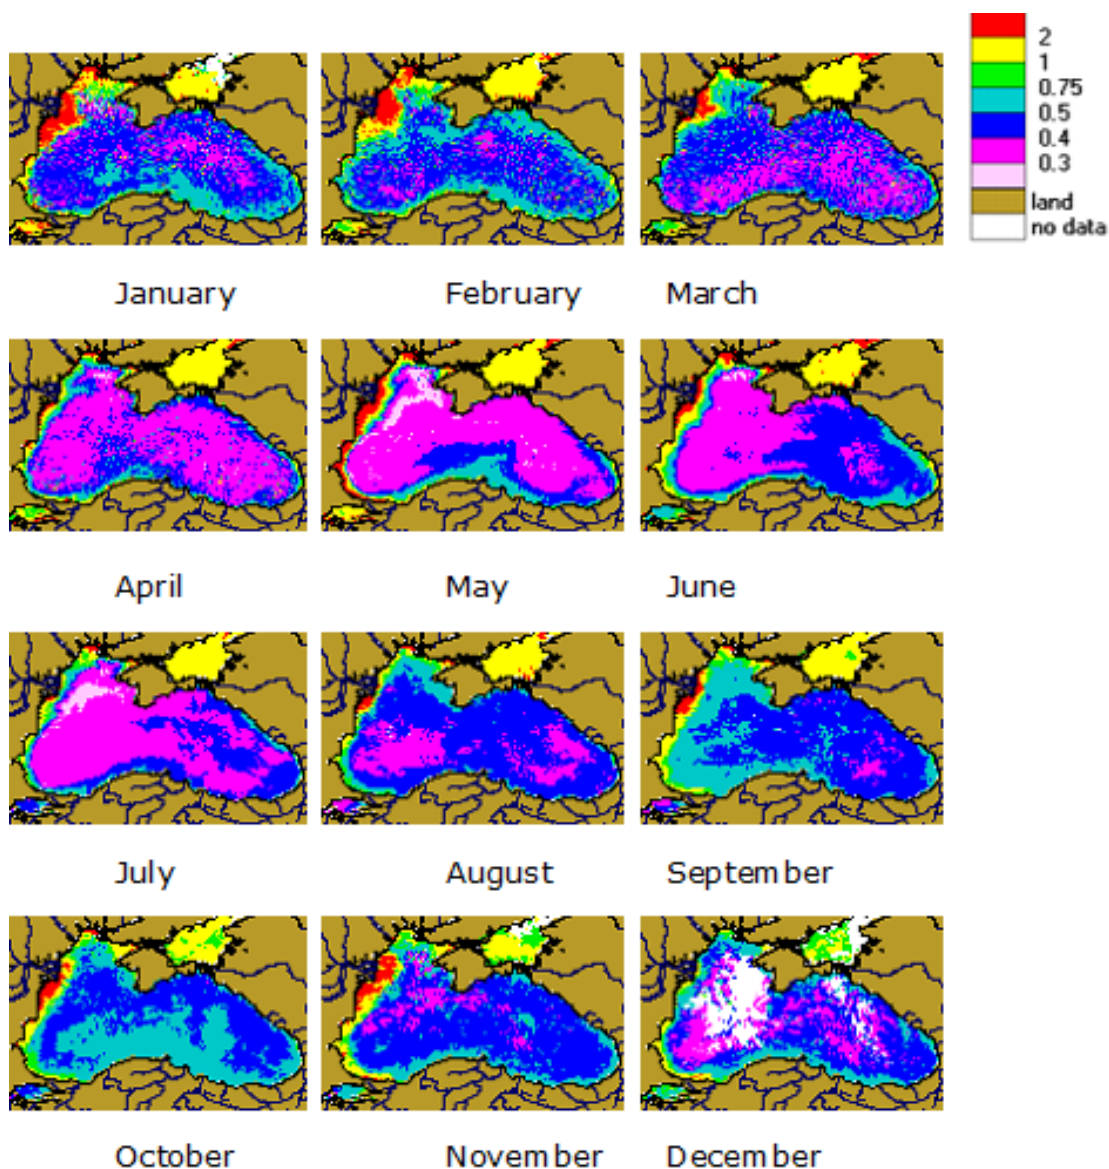 2
1
0.75
0.5
0.4
0.3
land
no data
January February March
April May June
July August September
October November December